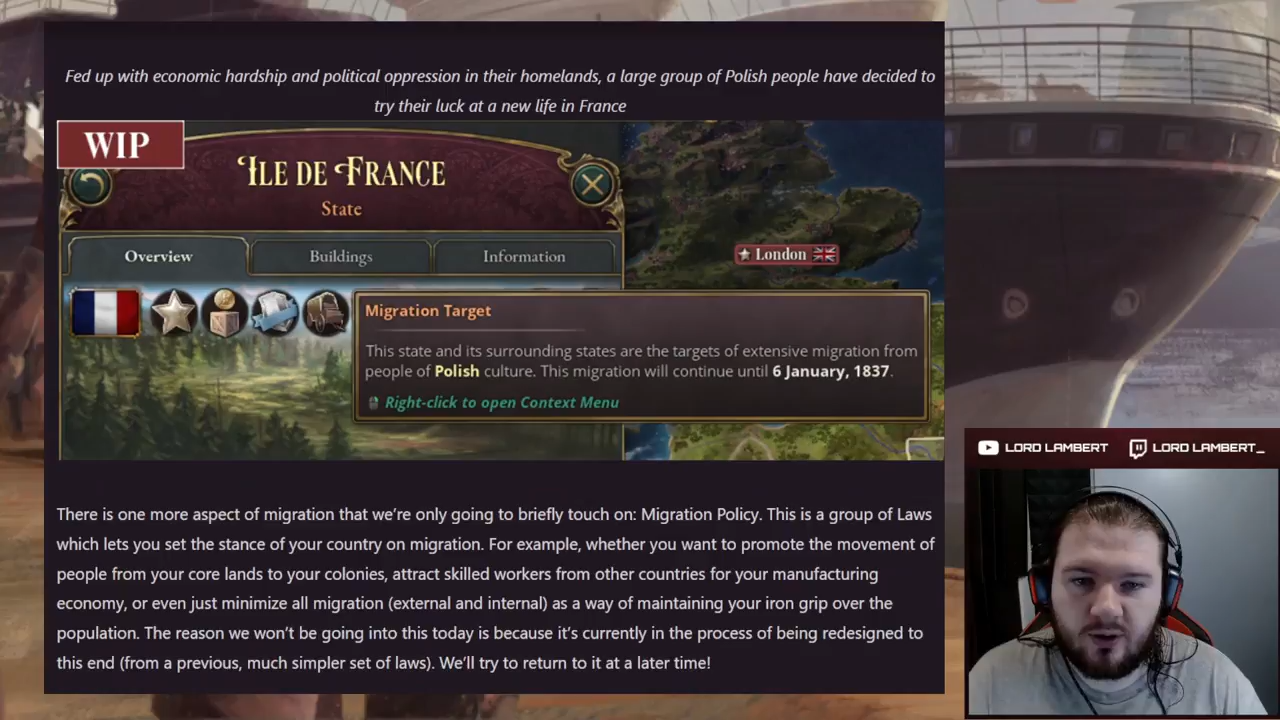 Fed up with economic hardship and political oppression in their homelands, a large group of Polish people have decided to
try their luck at a new life in France
WIP
ILE DE FRANCE
State
Overview
Buildings
Information
London
Migration Target
This state and its surrounding states are the targets of extensive migration from
people of Polish culture. This migration will continue until 6 January, 1837.
Right-click to open Context Menu
LORD LAMBERT
LORD LAMBERT_
There is one more aspect of migration that we're only going to briefly touch on: Migration Policy. This is a group of Laws
which lets you set the stance of your country on migration. For example, whether you want to promote the movement of
people from your core lands to your colonies, attract skilled workers from other countries for your manufacturing
economy, or even just minimize all migration (external and internal) as a way of maintaining your iron grip over the
population. The reason we won't be going into this today is because it's currently in the process of being redesigned to
this end (from a previous, much simpler set of laws). We'll try to return to it at a later time!